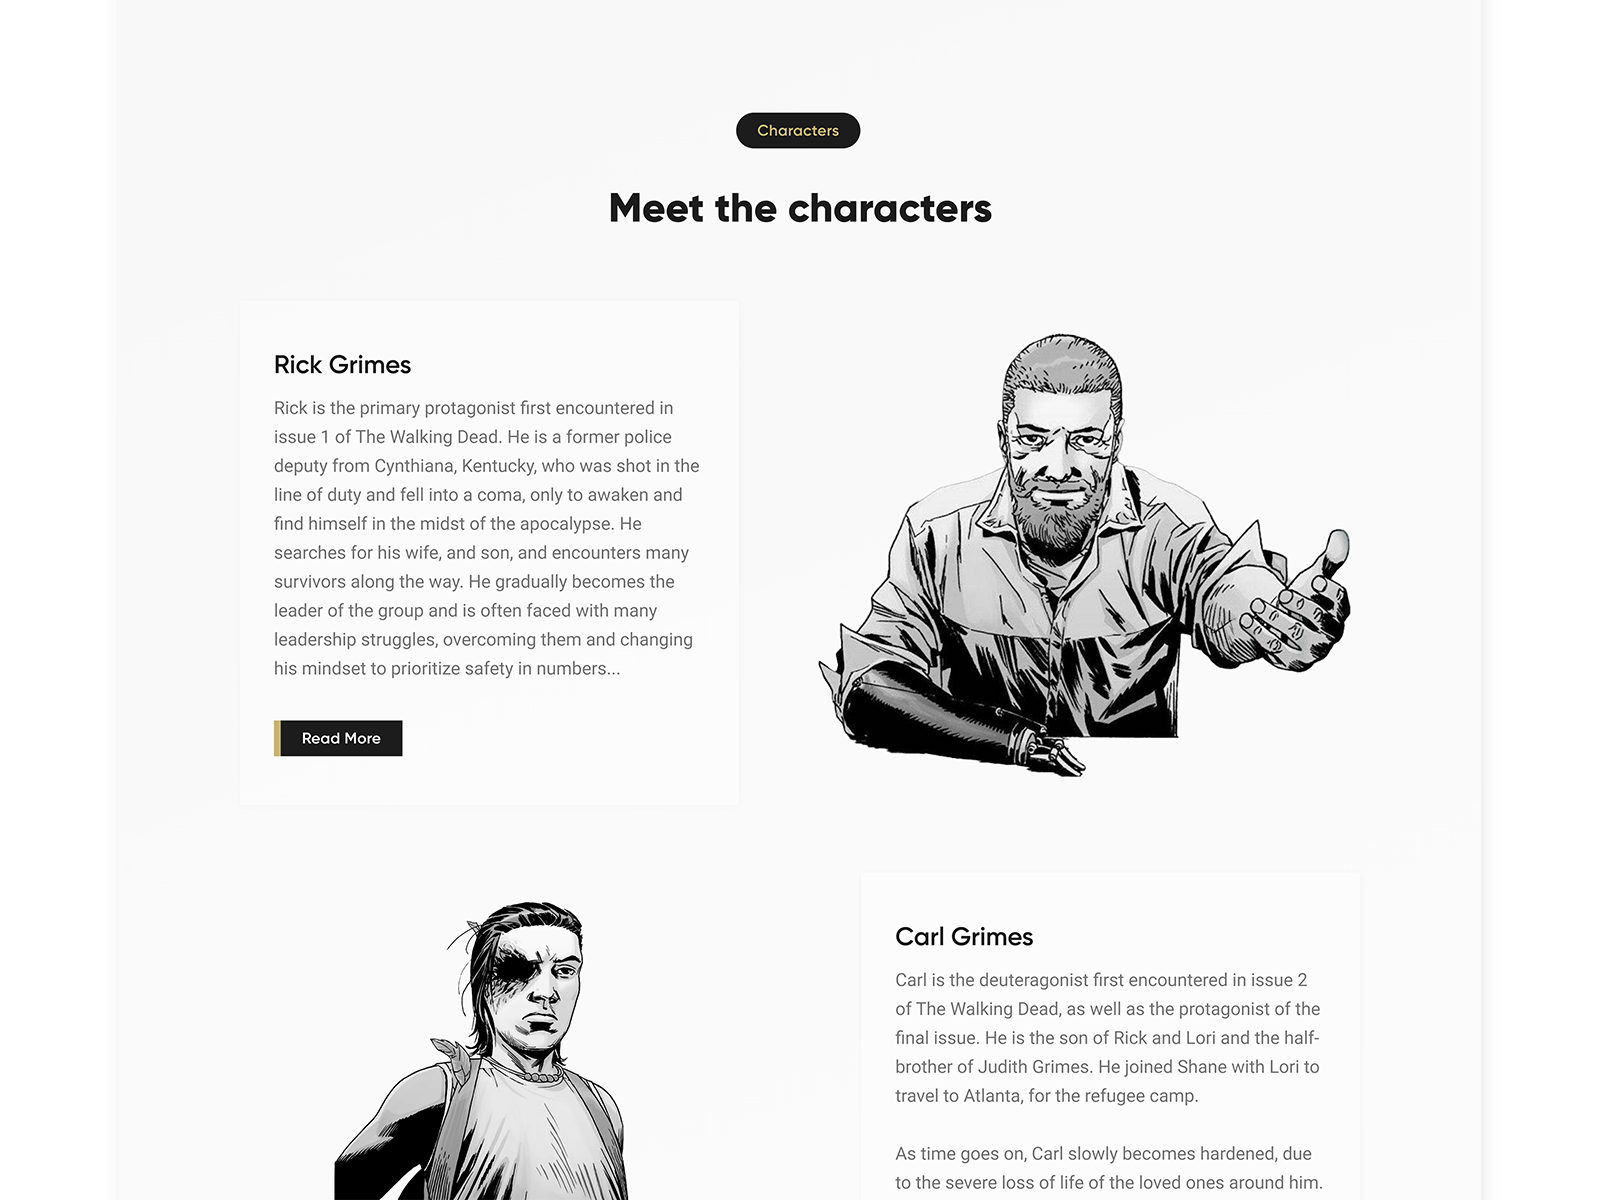 Characters
Meet the characters
Rick Grimes
Rick is the primary protagonist first encountered in
issue 1 of The Walking Dead. He is a former police
deputy from Cynthiana, Kentucky, who was shot in the
line of duty and fell into a coma, only to awaken and
find himself in the midst of the apocalypse. He
searches for his wife, and son, and encounters many
survivors along the way. He gradually becomes the
leader of the group and is often faced with many
leadership struggles, overcoming them and changing
his mindset to prioritize safety in numbers...
Read More
Carl Grimes
Carl is the deuteragonist first encountered in issue 2
of The Walking Dead, as well as the protagonist of the
final issue. He is the son of Rick and Lori and the half-
brother of Judith Grimes. He joined Shane with Lori to
travel to Atlanta, for the refugee camp.
As time goes on, Carl slowly becomes hardened, due
to the severe loss of life of the loved ones around him.